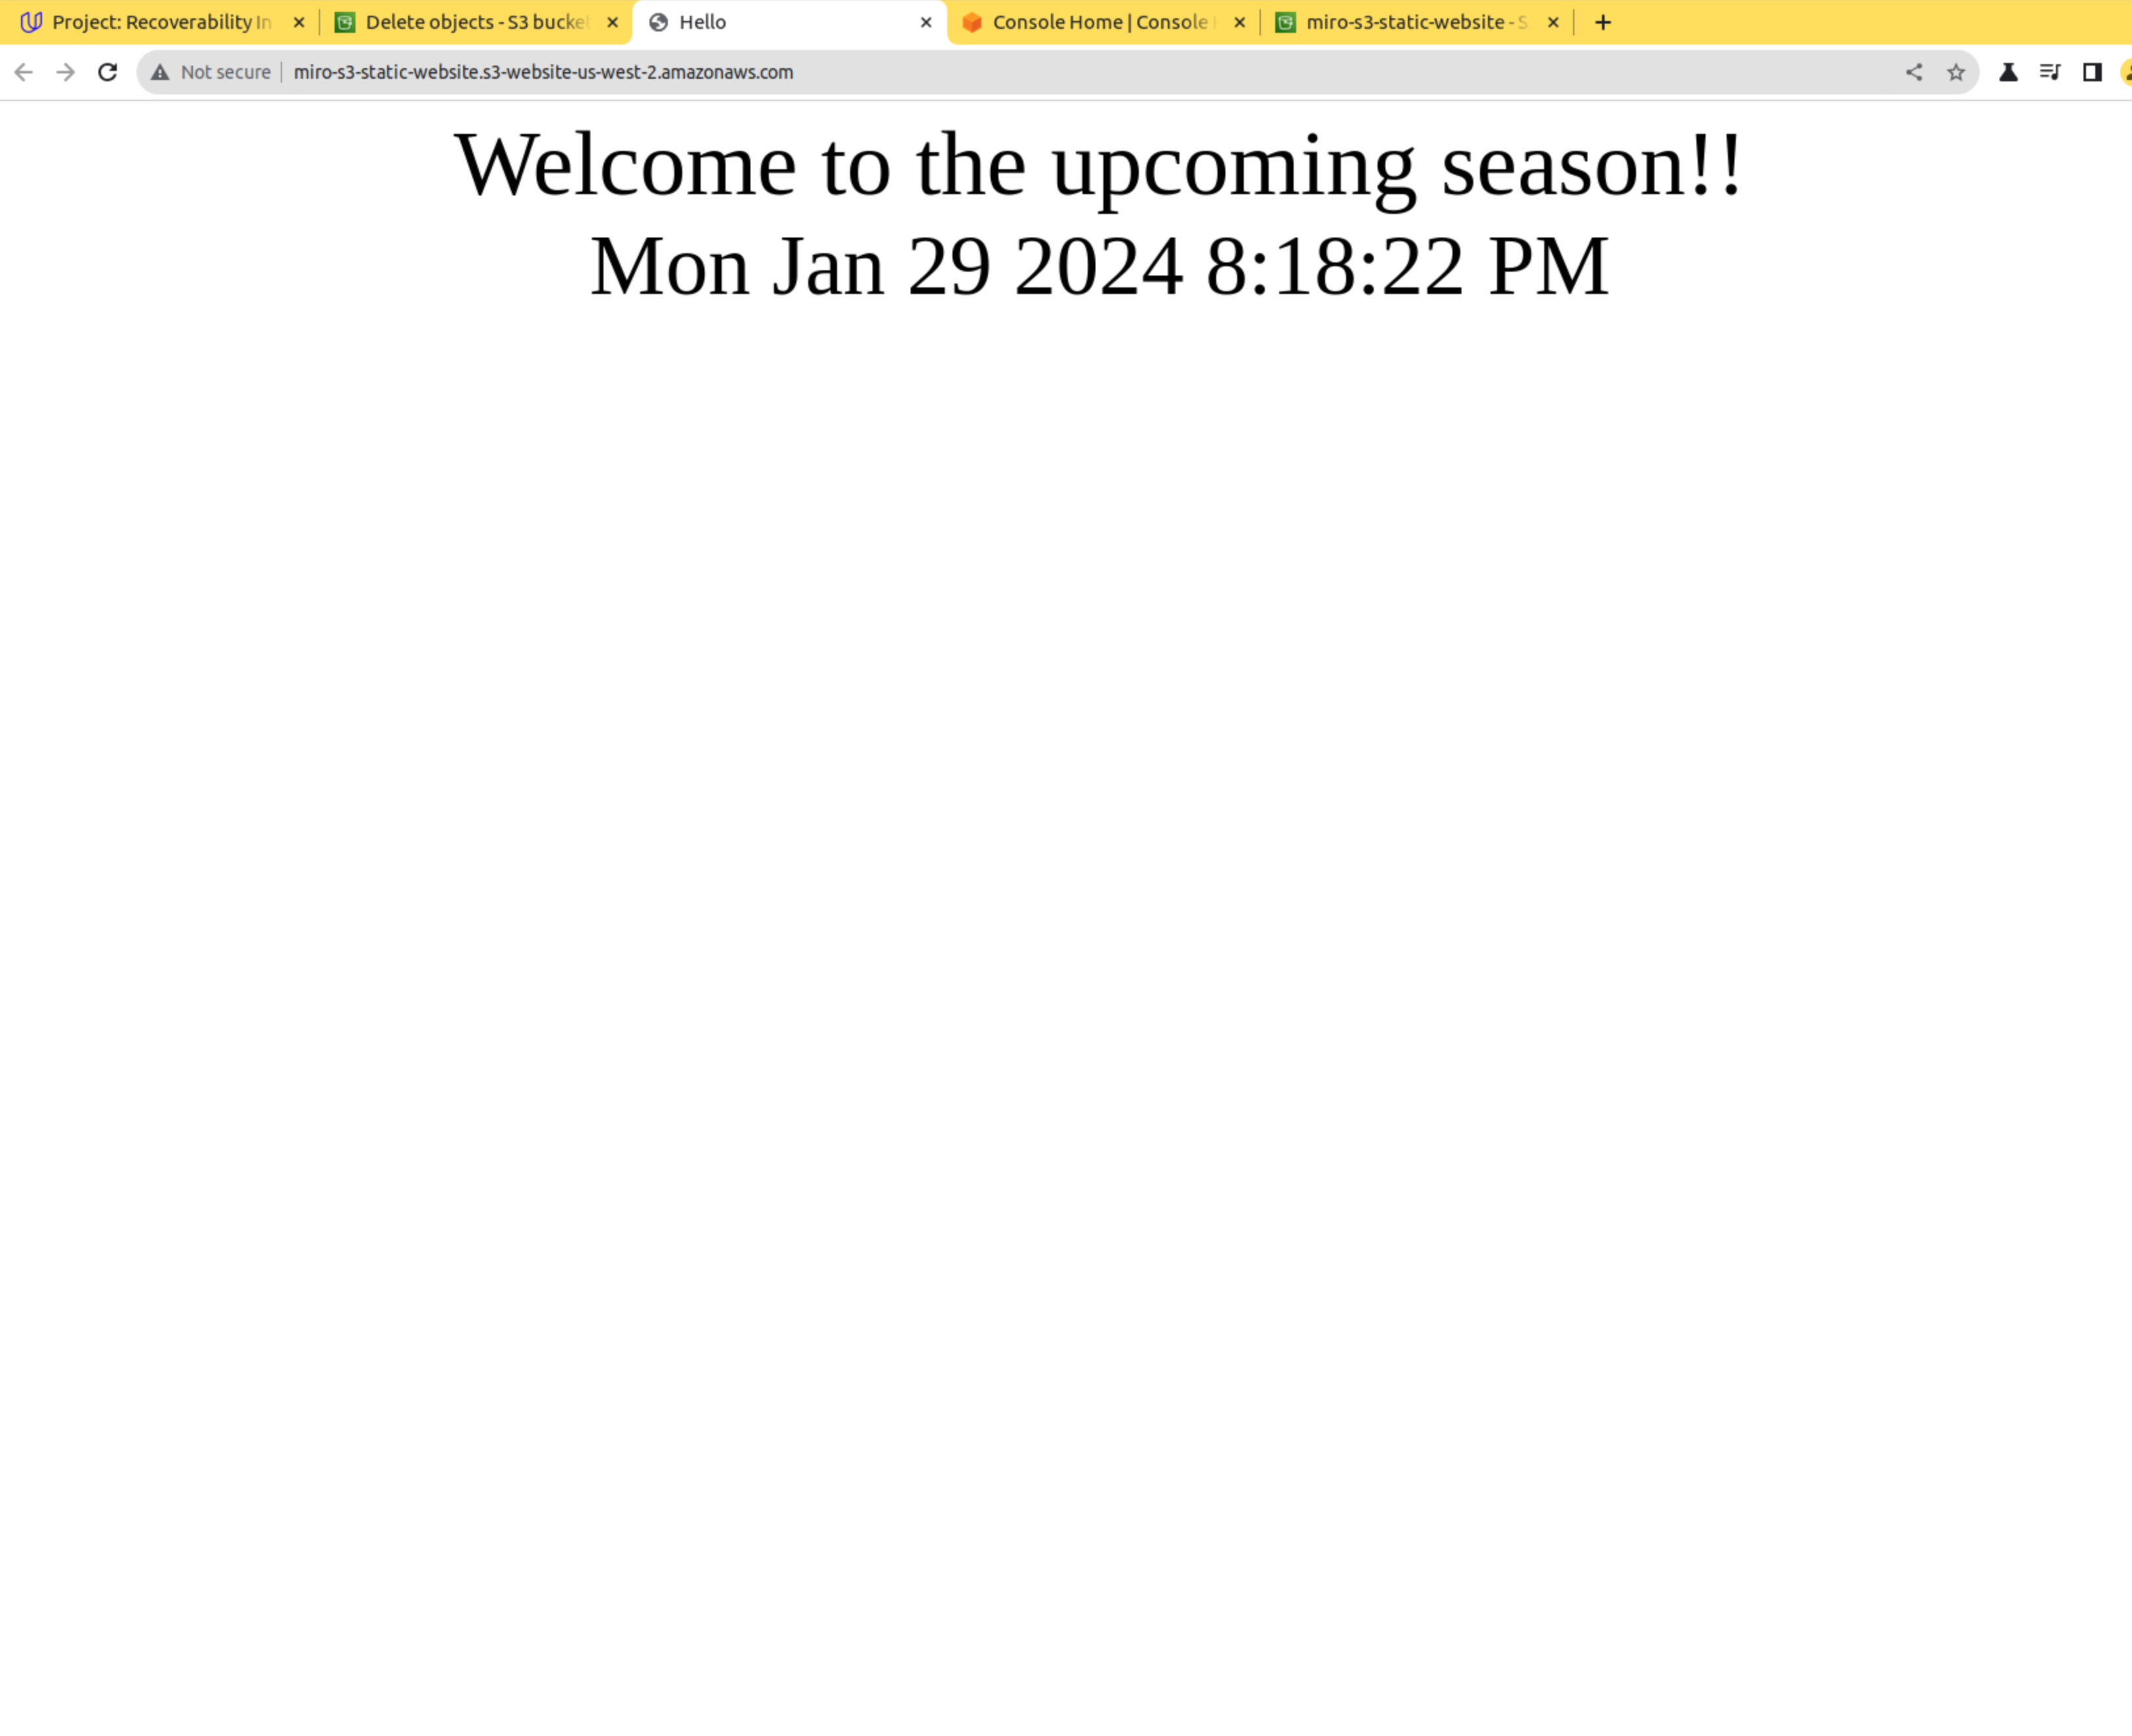 Project: Recoverability In
Delete objects - S3 bucket
Hello
Console Home | Console
miro-s3-static-website - S
Not secure
miro-s3-static-website.s3-website-us-west-2.amazonaws.com
Welcome to the upcoming season!!
Mon Jan 29 2024 8:18:22 PM